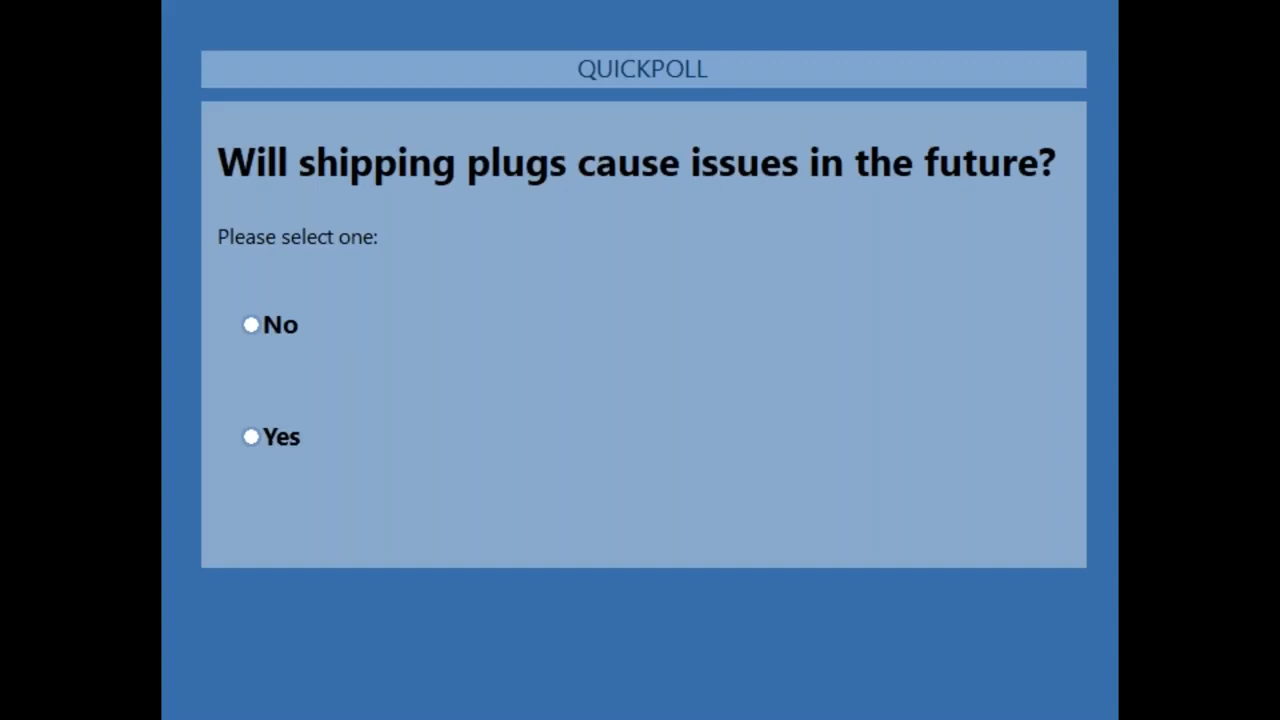 QUICKPOLL
Will shipping plugs cause issues in the future?
Please select one:
No
Yes